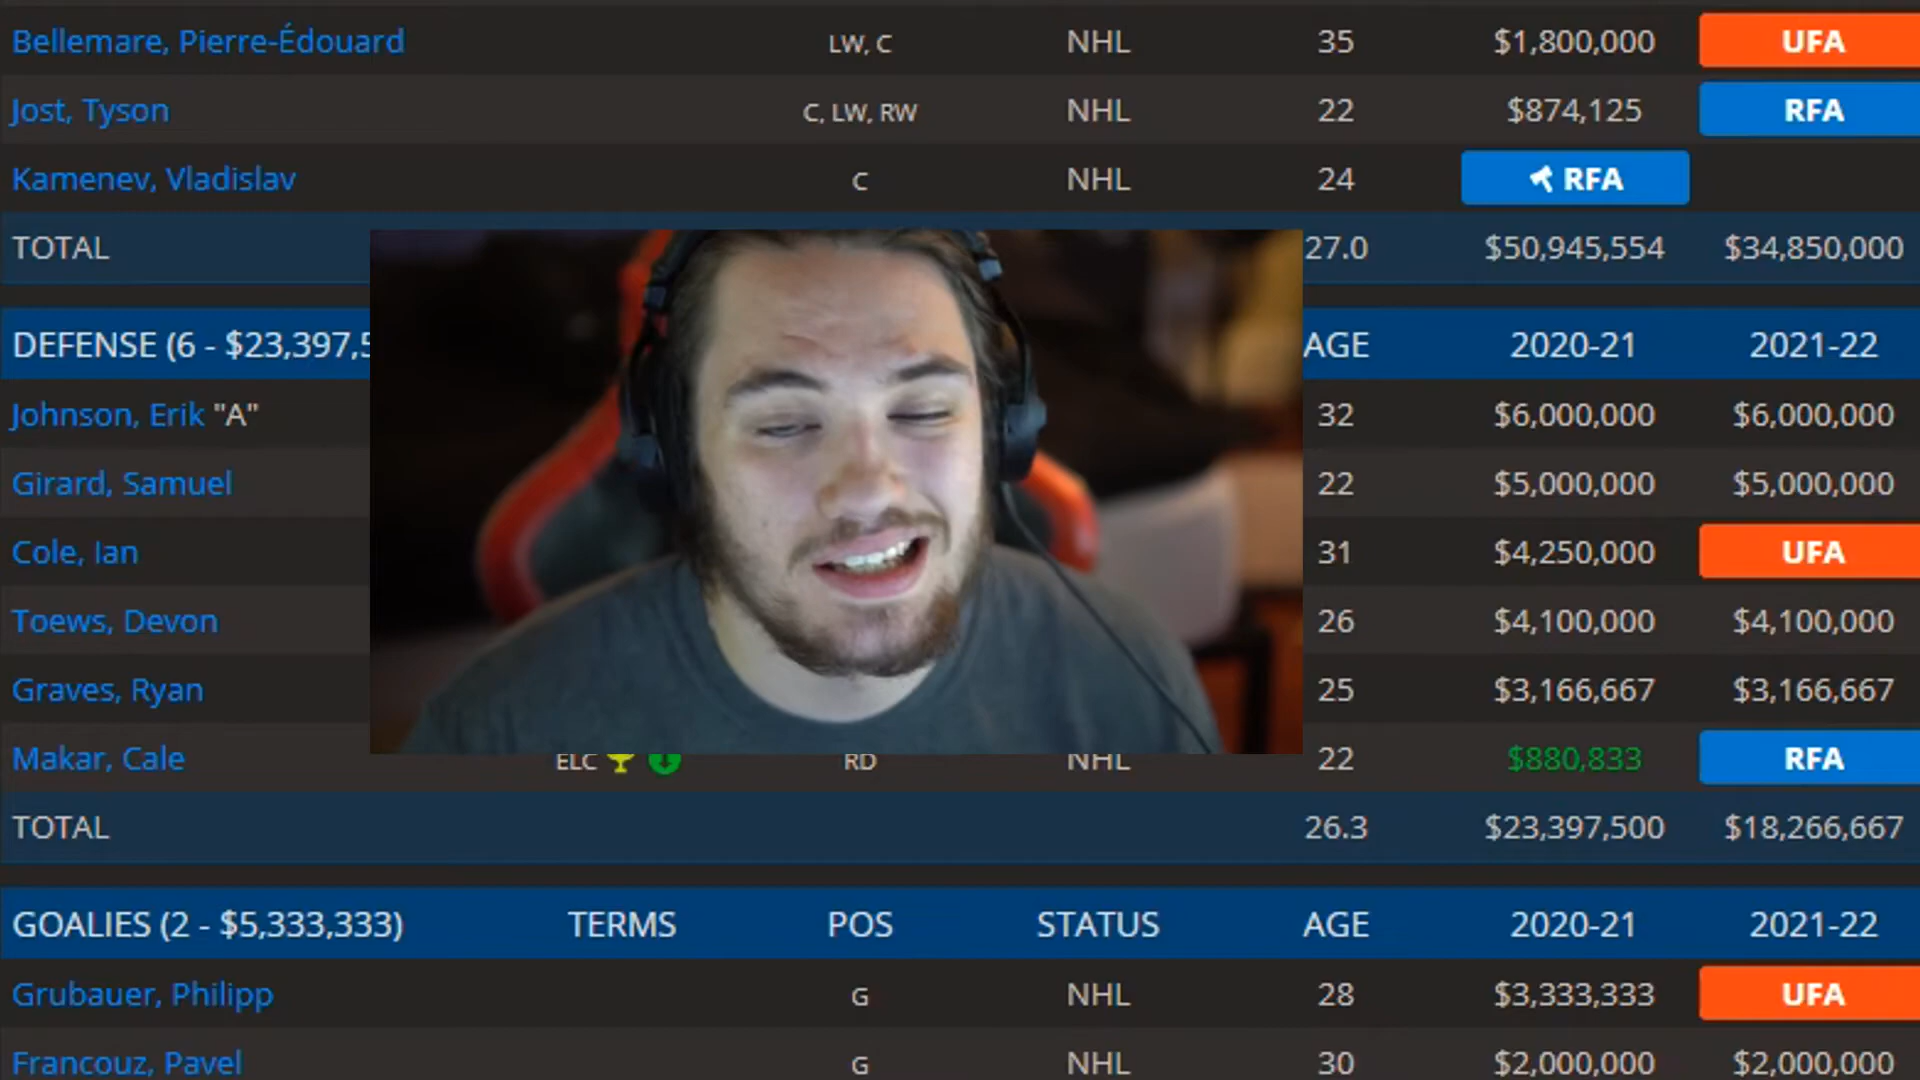 Bellemare, Pierre-Édouard LW, C NHL 35 $1,800,000 UFA
Jost, Tyson C, LW, RW NHL 22 $874,125 RFA
Kamenev, Vladislav C NHL 24 RFA
TOTAL 27.0 $50,945,554 $34,850,000
DEFENSE (6 - $23,397,5 AGE 2020-21 2021-22
Johnson, Erik "A" 32 $6,000,000 $6,000,000
Girard, Samuel 22 $5,000,000 $5,000,000
Cole, Ian 31 $4,250,000 UFA
Toews, Devon 26 $4,100,000 $4,100,000
Graves, Ryan 25 $3,166,667 $3,166,667
Makar, Cale ELC RD NHL 22 $880,833 RFA
TOTAL 26.3 $23,397,500 $18,266,667
GOALIES (2 - $5,333,333) TERMS POS STATUS AGE 2020-21 2021-22
Grubauer, Philipp G NHL 28 $3,333,333 UFA
Francouz, Pavel G NHL 30 $2,000,000 $2,000,000